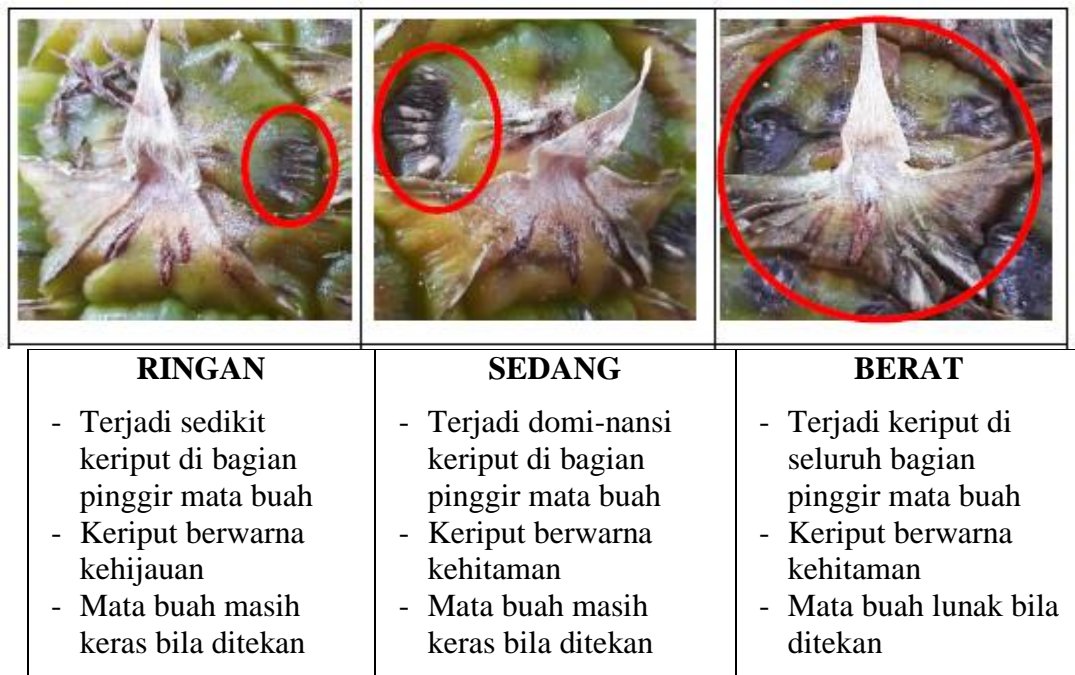 RINGAN
- Terjadi sedikit
keriput di bagian
pinggir mata buah
- Keriput berwarna
kehijauan
- Mata buah masih
keras bila ditekan
SEDANG
- Terjadi domi-nansi
keriput di bagian
pinggir mata buah
- Keriput berwarna
kehitaman
- Mata buah masih
keras bila ditekan
BERAT
- Terjadi keriput di
seluruh bagian
pinggir mata buah
- Keriput berwarna
kehitaman
- Mata buah lunak bila
ditekan